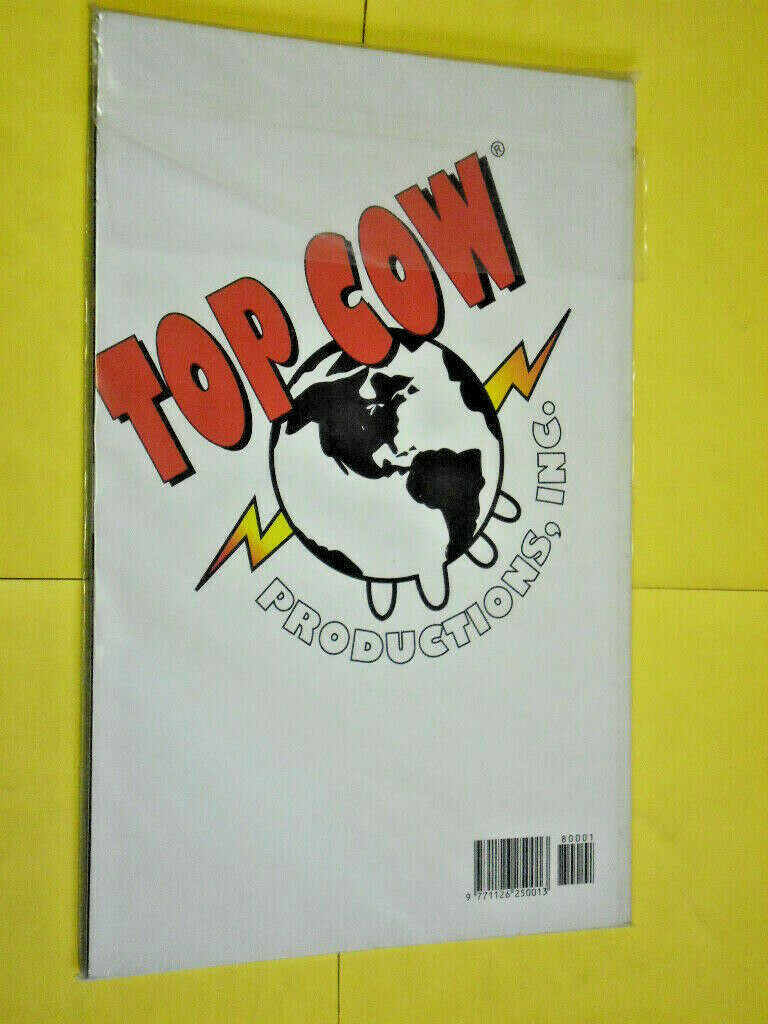 TOP COW®
PRODUCTIONS, INC.
80001
9 771126 250013